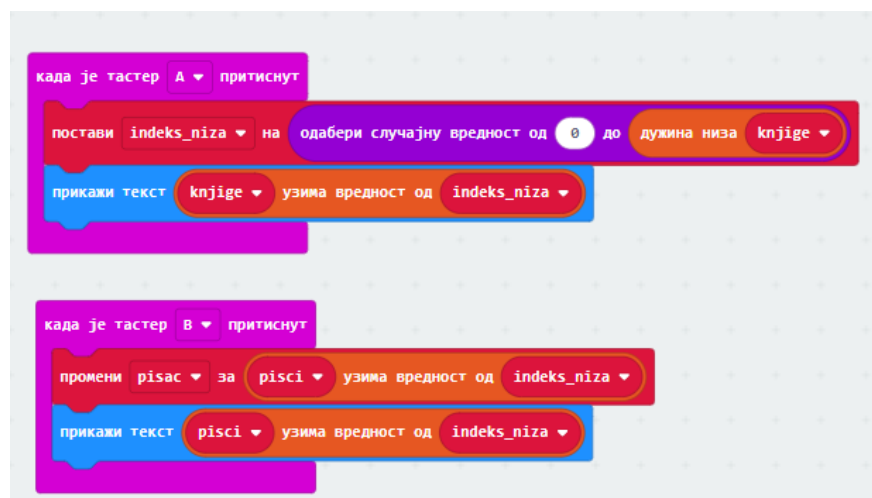 када је тастер A притиснут
постави indeks_niza на одабери случајну вредност од 0 до дужина низа knjige
прикажи текст knjige узима вредност од indeks_niza
када је тастер B притиснут
промени pisac за pisci узима вредност од indeks_niza
прикажи текст pisci узима вредност од indeks_niza